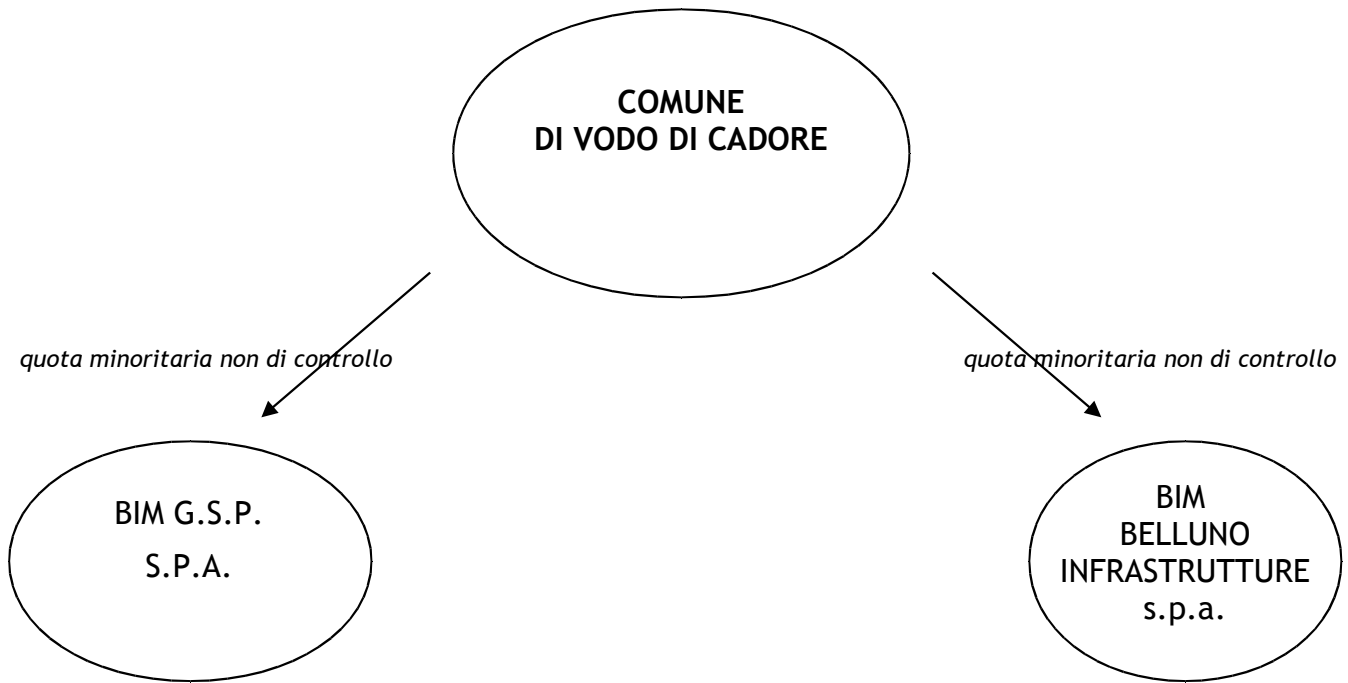 COMUNE
DI VODO DI CADORE
quota minoritaria non di controllo
quota minoritaria non di controllo
BIM G.S.P.
S.P.A.
BIM
BELLUNO
INFRASTRUTTURE
s.p.a.